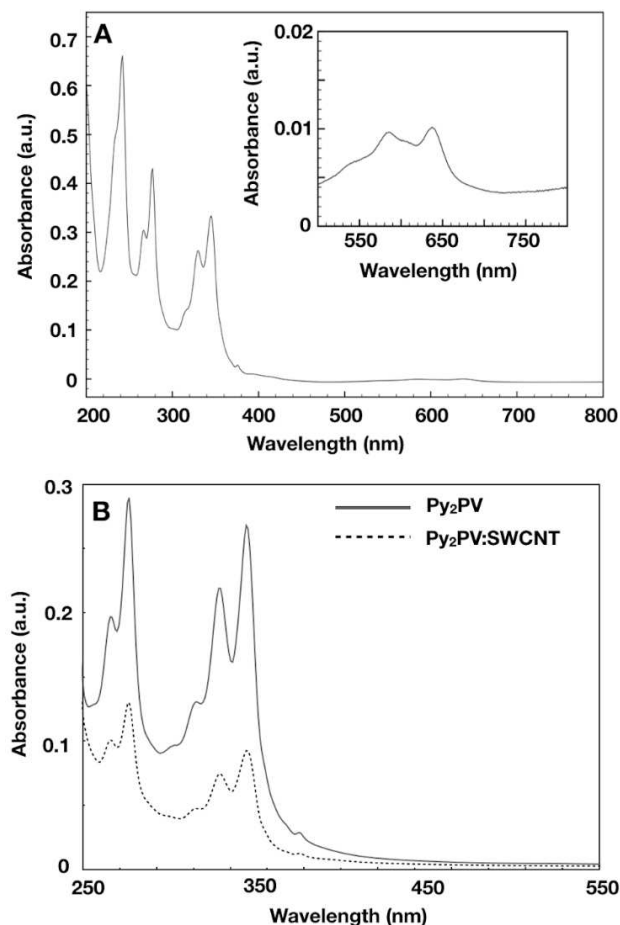 A
0.7
0.6
0.5
0.4
0.3
0.2
0.1
0
Absorbance (a.u.)
200 300 400 500 600 700 800
Wavelength (nm)
0.02
0.01
0
Absorbance (a.u.)
550 650 750
Wavelength (nm)
B
0.3
0.2
0.1
0
Absorbance (a.u.)
Py₂PV
Py₂PV:SWCNT
250 350 450 550
Wavelength (nm)